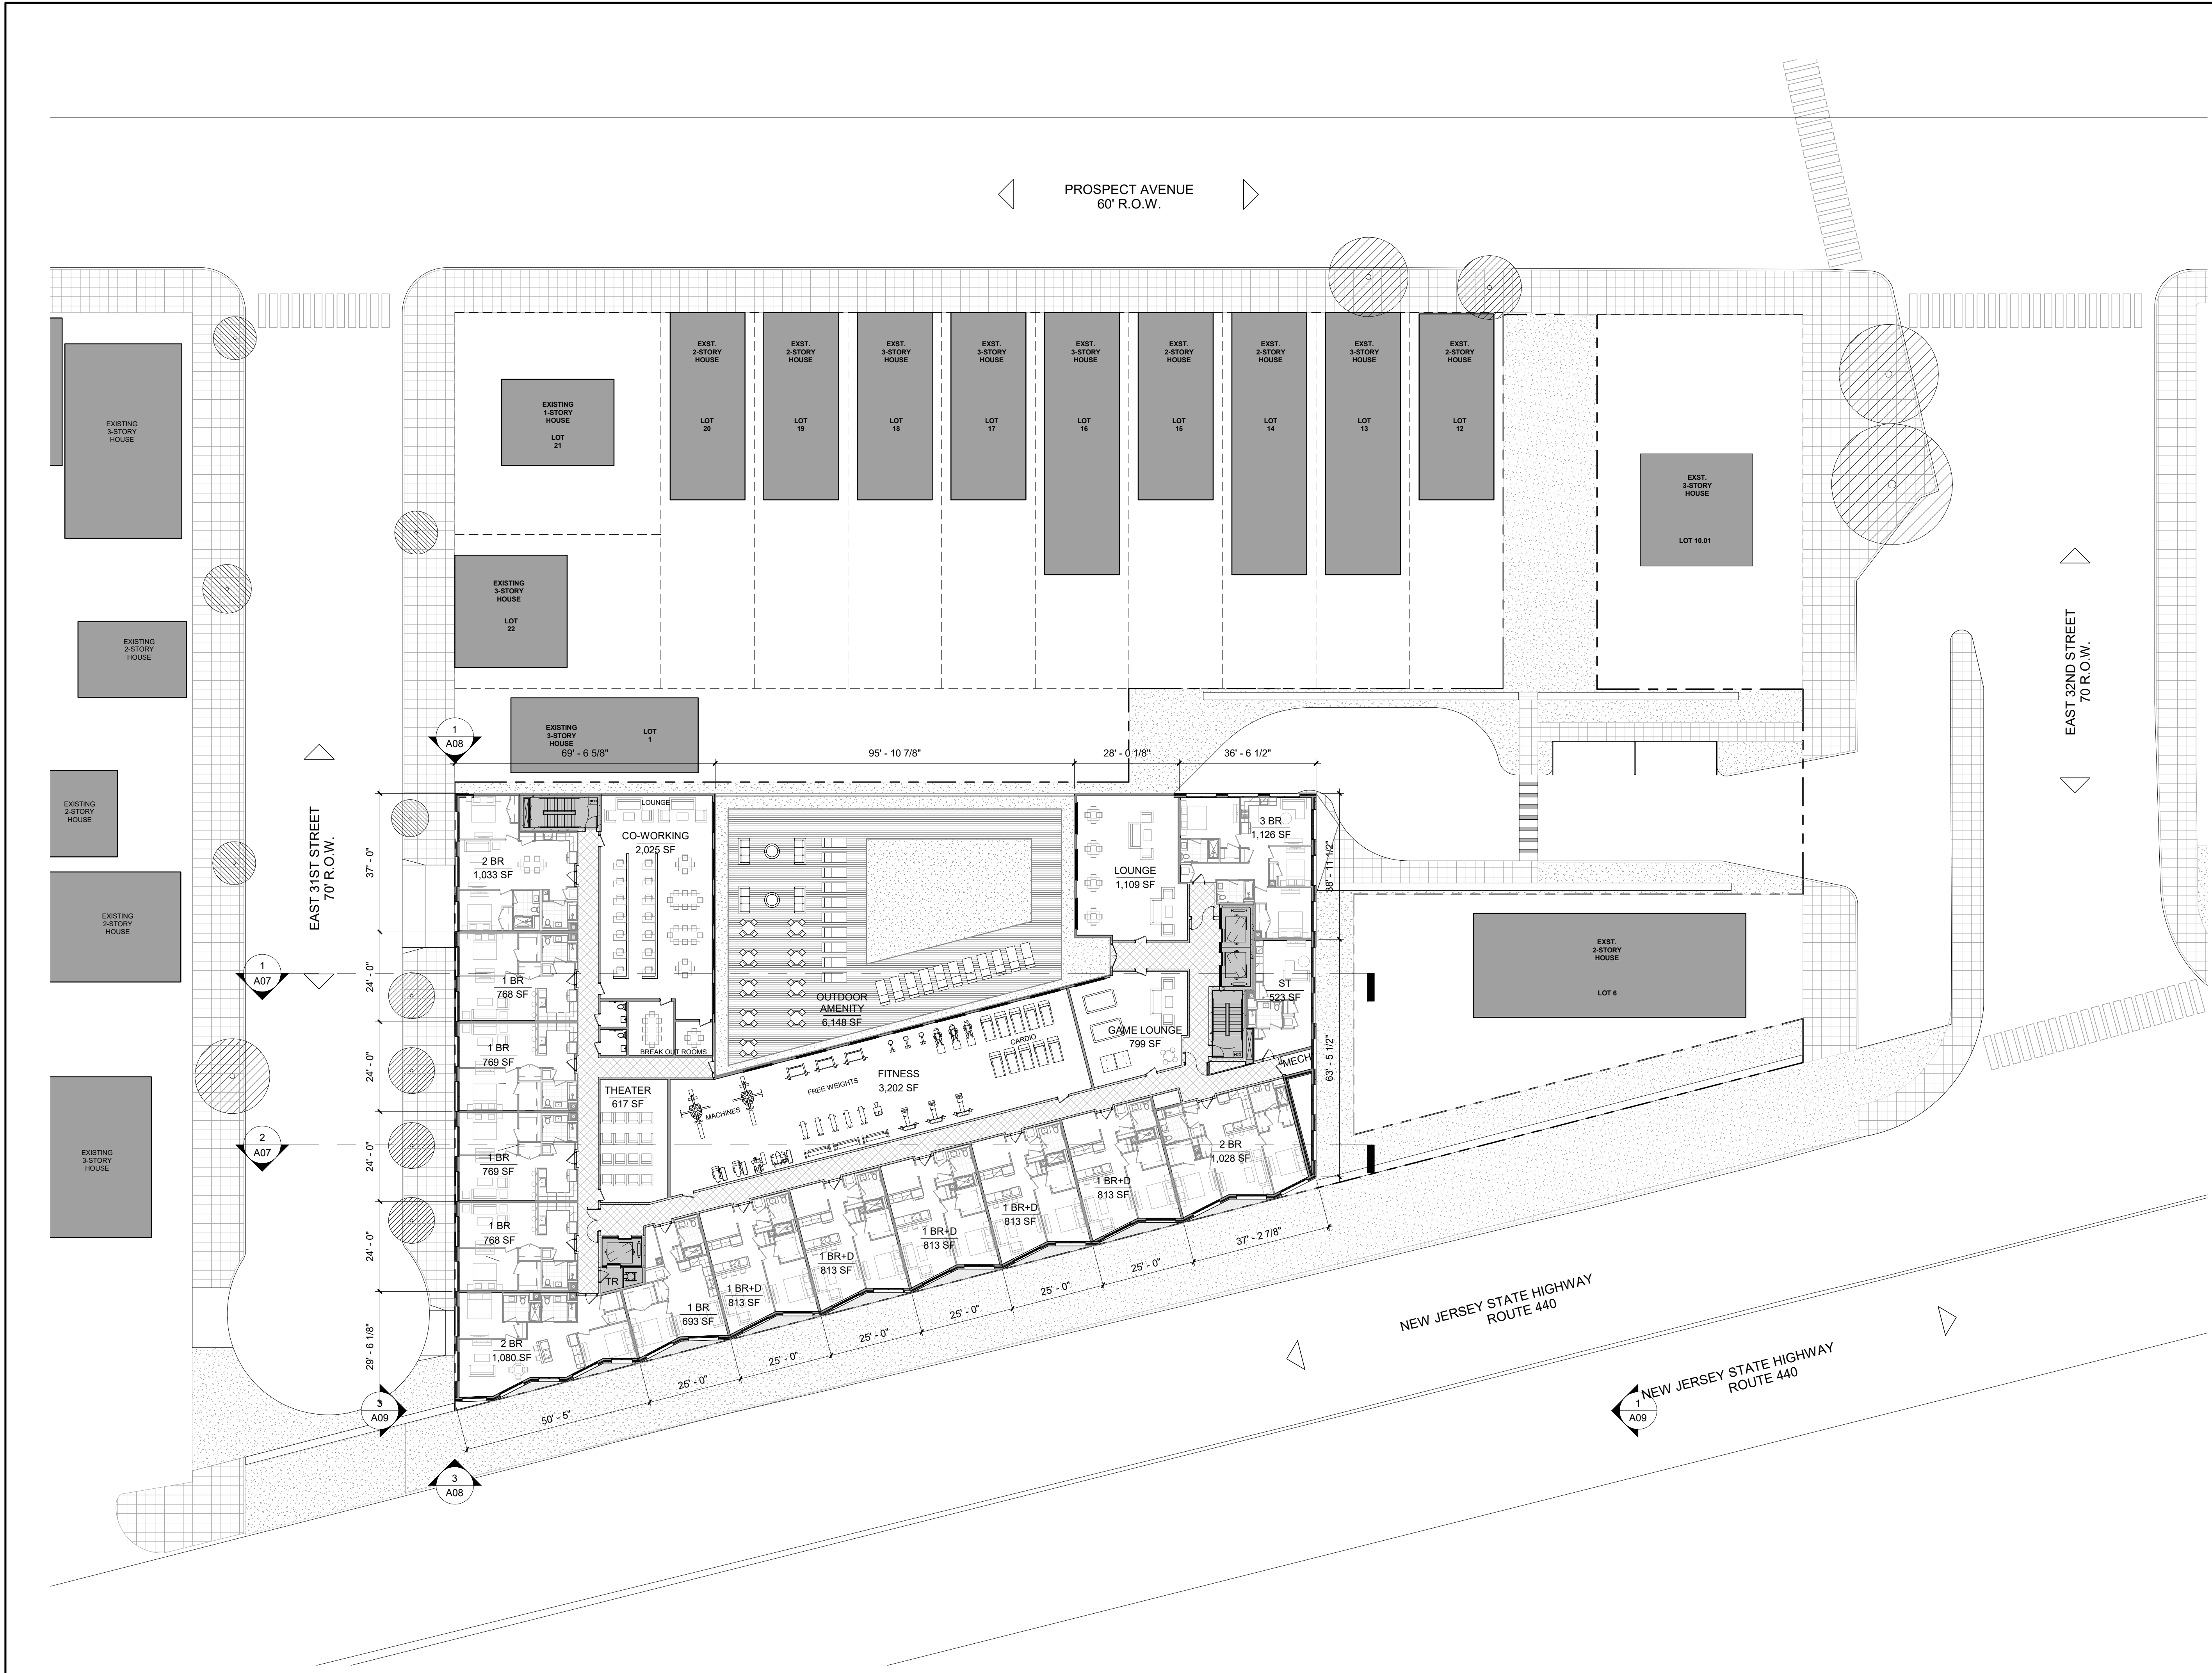 PROSPECT AVENUE
60' R.O.W.
EXISTING
3-STORY
HOUSE
EXISTING
2-STORY
HOUSE
EXISTING
2-STORY
HOUSE
EXISTING
2-STORY
HOUSE
EXISTING
3-STORY
HOUSE
EAST 31ST STREET
70' R.O.W.
EXISTING
1-STORY
HOUSE
LOT
21
EXST.
2-STORY
HOUSE
LOT
20
EXST.
2-STORY
HOUSE
LOT
19
EXST.
3-STORY
HOUSE
LOT
18
EXST.
3-STORY
HOUSE
LOT
17
EXST.
3-STORY
HOUSE
LOT
16
EXST.
2-STORY
HOUSE
LOT
15
EXST.
2-STORY
HOUSE
LOT
14
EXST.
3-STORY
HOUSE
LOT
13
EXST.
2-STORY
HOUSE
LOT
12
EXST.
3-STORY
HOUSE
LOT 10.01
EXISTING
3-STORY
HOUSE
LOT
22
EXISTING
3-STORY
HOUSE
LOT
1
EAST 32ND STREET
70 R.O.W.
1
A08
69' - 6 5/8"
95' - 10 7/8"
28' - 0 1/8"
36' - 6 1/2"
37' - 0"
24' - 0"
24' - 0"
24' - 0"
24' - 0"
29' - 6 1/8"
38' - 11 1/2"
63' - 5 1/2"
1
A07
2
A07
3
A09
3
A08
1
A09
LOUNGE
CO-WORKING
2,025 SF
2 BR
1,033 SF
1 BR
768 SF
1 BR
769 SF
1 BR
769 SF
1 BR
768 SF
2 BR
1,080 SF
BREAK OUT ROOMS
THEATER
617 SF
OUTDOOR
AMENITY
6,148 SF
LOUNGE
1,109 SF
3 BR
1,126 SF
ST
523 SF
GAME LOUNGE
799 SF
CARDIO
FITNESS
3,202 SF
FREE WEIGHTS
MACHINES
MECH
TR
1 BR
693 SF
1 BR+D
813 SF
1 BR+D
813 SF
1 BR+D
813 SF
1 BR+D
813 SF
1 BR+D
813 SF
2 BR
1,028 SF
50' - 5"
25' - 0"
25' - 0"
25' - 0"
25' - 0"
25' - 0"
25' - 0"
37' - 2 7/8"
EXST.
2-STORY
HOUSE
LOT 6
NEW JERSEY STATE HIGHWAY
ROUTE 440
NEW JERSEY STATE HIGHWAY
ROUTE 440